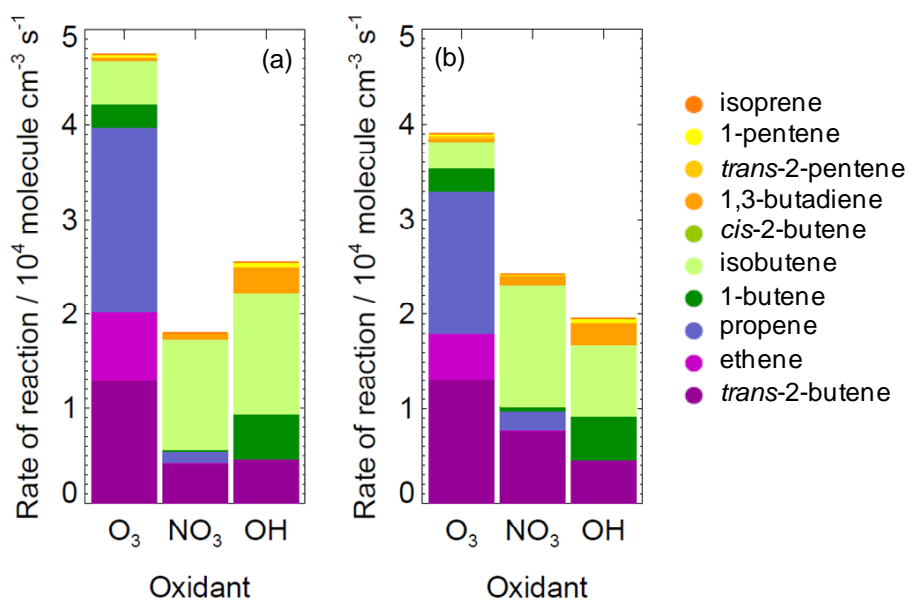 (a)
Rate of reaction / 10⁴ molecule cm⁻³ s⁻¹
5
4
3
2
1
0
O₃ NO₃ OH
Oxidant
(b)
Rate of reaction / 10⁴ molecule cm⁻³ s⁻¹
5
4
3
2
1
0
O₃ NO₃ OH
Oxidant
isoprene
1-pentene
trans-2-pentene
1,3-butadiene
cis-2-butene
isobutene
1-butene
propene
ethene
trans-2-butene